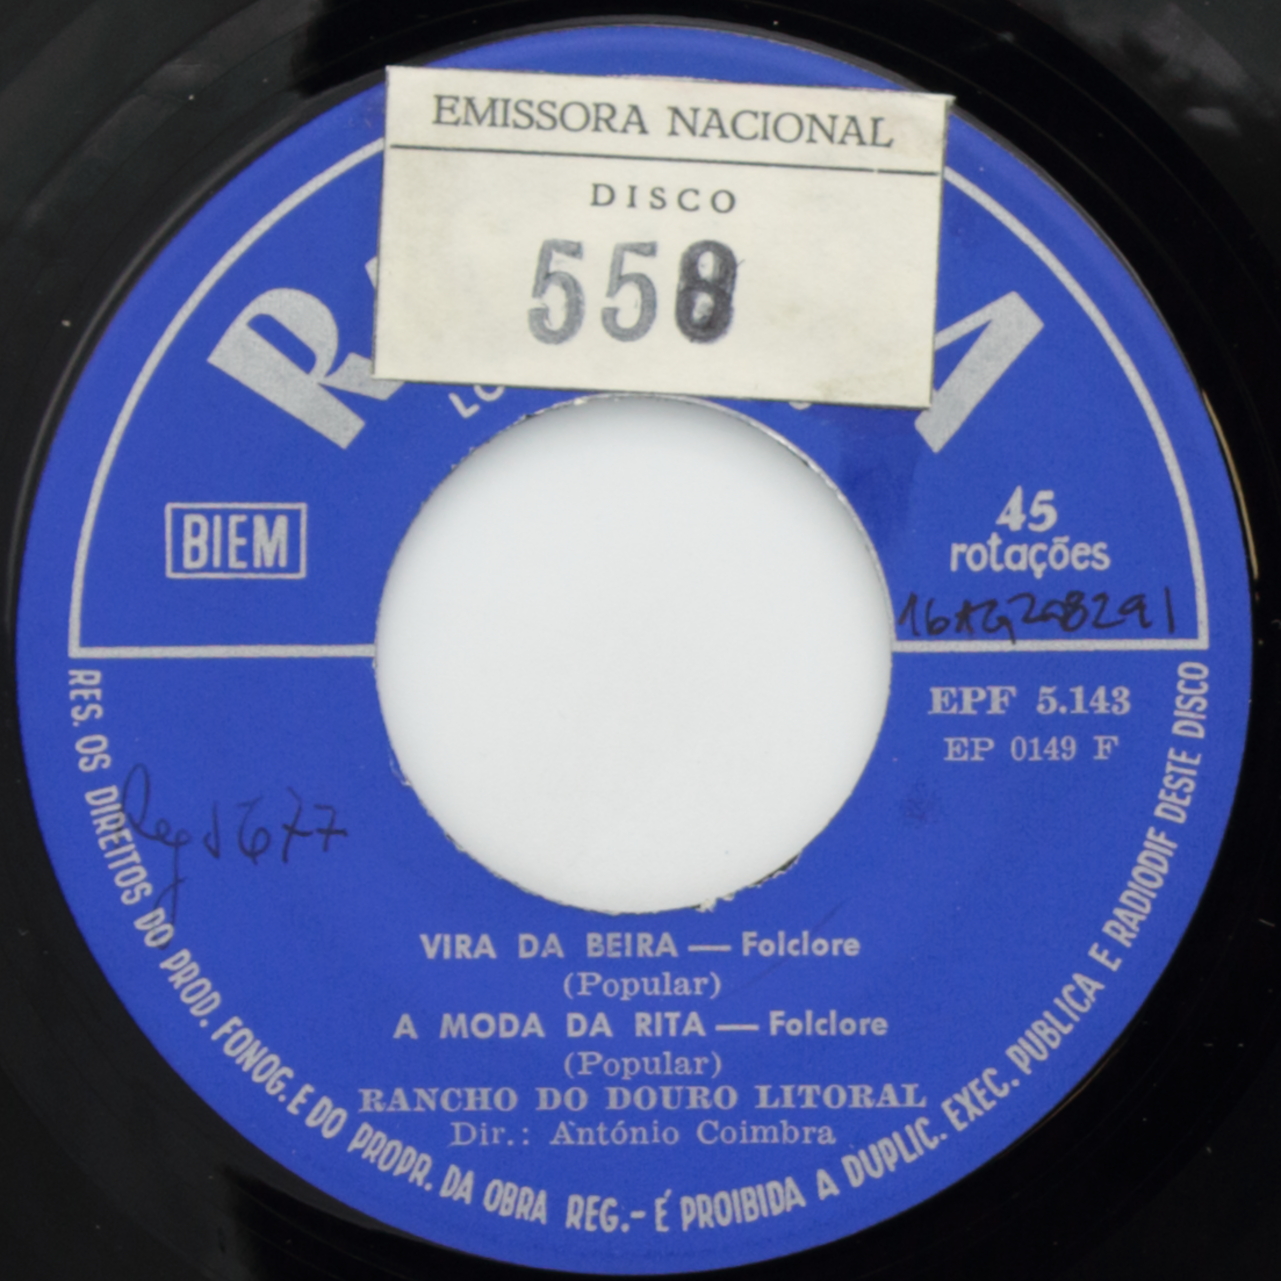 EMISSORA NACIONAL
DISCO
558
BIEM
45
rotações
EPF 5.143
EP 0149 F
VIRA DA BEIRA — Folclore
(Popular)
A MODA DA RITA — Folclore
(Popular)
RANCHO DO DOURO LITORAL
Dir.: António Coimbra
RES. OS DIREITOS DO PROD. FONOG. E DO PROPR. DA OBRA REG.- É PROIBIDA A DUPLIC. EXEC. PUBLICA E RADIODIF DESTE DISCO